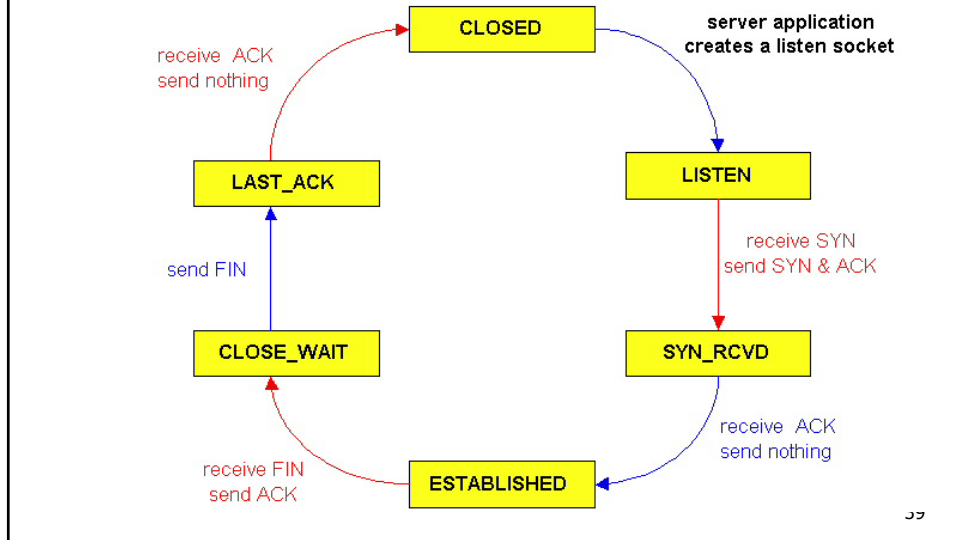 CLOSED
server application
creates a listen socket
receive ACK
send nothing
LAST_ACK
LISTEN
receive SYN
send SYN & ACK
send FIN
CLOSE_WAIT
SYN_RCVD
receive ACK
send nothing
receive FIN
send ACK
ESTABLISHED